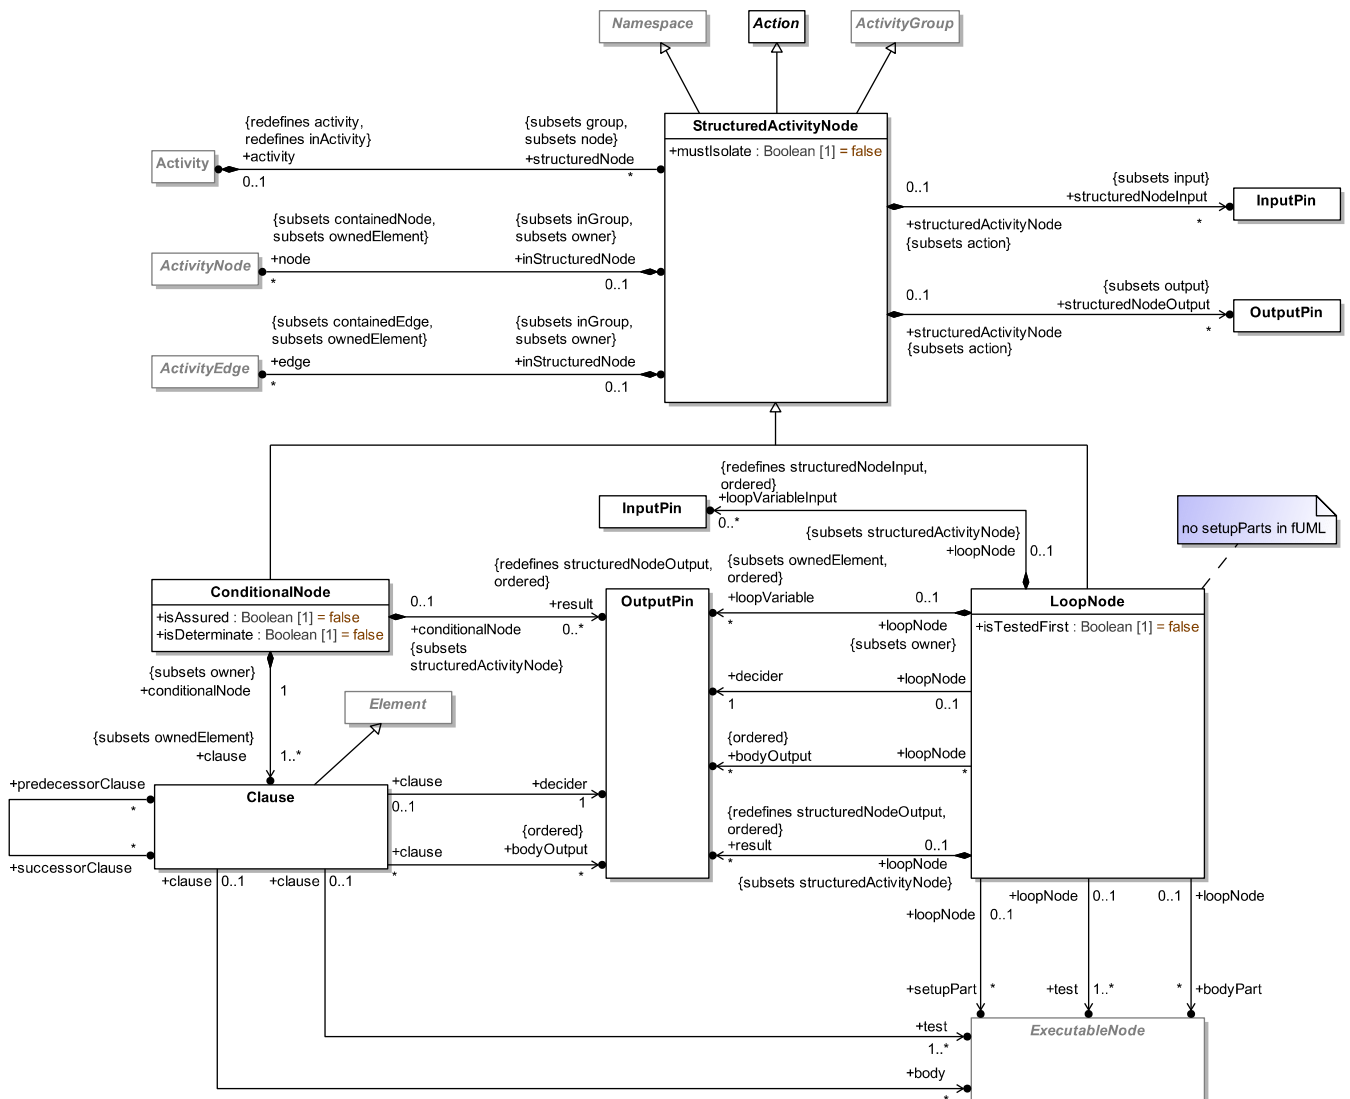 Namespace
Action
ActivityGroup
StructuredActivityNode
+mustIsolate : Boolean [1] = false
{redefines activity,
redefines inActivity}
+activity
0..1
{subsets group,
subsets node}
+structuredNode
*
Activity
{subsets containedNode,
subsets ownedElement}
+node
*
{subsets inGroup,
subsets owner}
+inStructuredNode
0..1
ActivityNode
{subsets containedEdge,
subsets ownedElement}
+edge
*
{subsets inGroup,
subsets owner}
+inStructuredNode
0..1
ActivityEdge
0..1
+structuredActivityNode
{subsets action}
{subsets input}
+structuredNodeInput
*
InputPin
0..1
+structuredActivityNode
{subsets action}
{subsets output}
+structuredNodeOutput
*
OutputPin
{redefines structuredNodeInput,
ordered}
+loopVariableInput
0..*
InputPin
{subsets structuredActivityNode}
+loopNode
0..1
no setupParts in fUML
ConditionalNode
+isAssured : Boolean [1] = false
+isDeterminate : Boolean [1] = false
{redefines structuredNodeOutput,
ordered}
0..1
+result
0..*
+conditionalNode
{subsets
structuredActivityNode}
OutputPin
{subsets ownedElement,
ordered}
+loopVariable
*
0..1
+loopNode
{subsets owner}
LoopNode
+isTestedFirst : Boolean [1] = false
{subsets owner}
+conditionalNode
1
{subsets ownedElement}
+clause
1..*
Element
+decider
1
+loopNode
0..1
{ordered}
+bodyOutput
*
+loopNode
*
{redefines structuredNodeOutput,
ordered}
+result
*
0..1
+loopNode
{subsets structuredActivityNode}
+predecessorClause
*
*
+successorClause
Clause
+clause
0..1
+decider
1
{ordered}
+clause
*
+bodyOutput
*
+clause
0..1
+clause
0..1
+loopNode
0..1
+loopNode
0..1
0..1
+loopNode
+setupPart
*
+test
1..*
*
+bodyPart
ExecutableNode
+test
1..*
+body
*